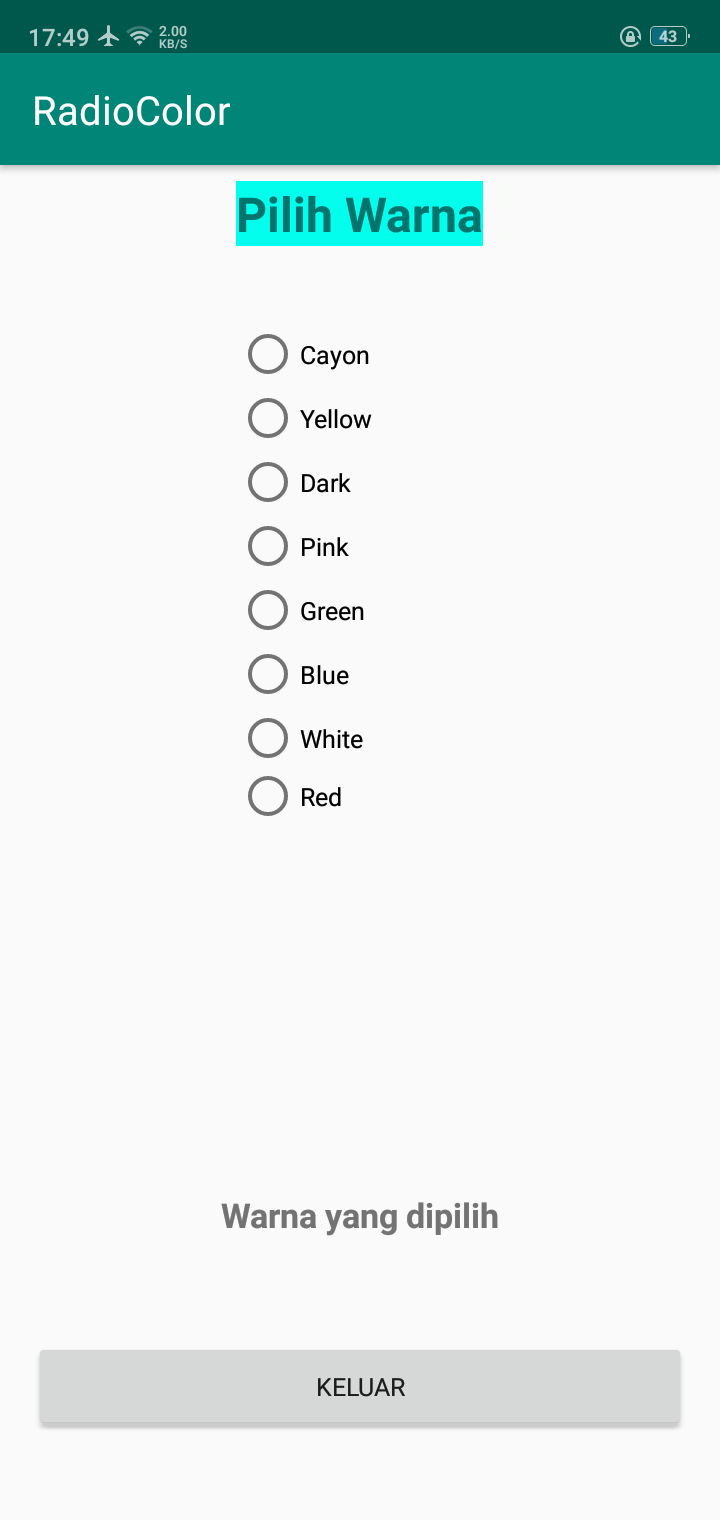 17:49 2.00 KB/S 43
RadioColor
Pilih Warna
Cayon
Yellow
Dark
Pink
Green
Blue
White
Red
Warna yang dipilih
KELUAR